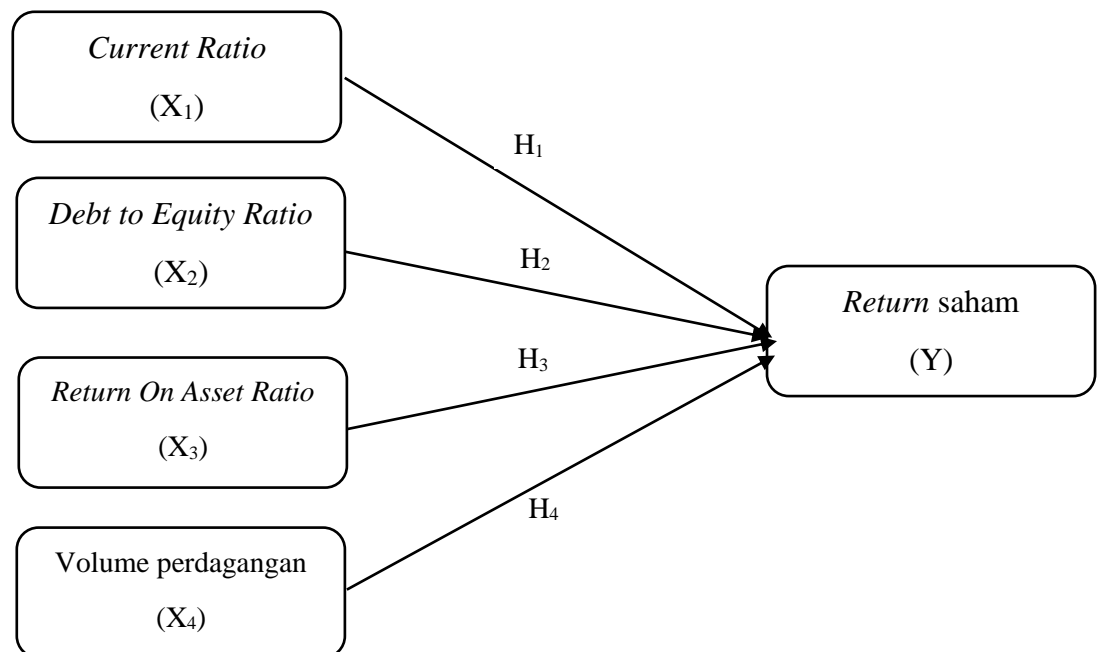 Current Ratio
(X₁)
H₁
Debt to Equity Ratio
(X₂)
H₂
Return saham
(Y)
H₃
Return On Asset Ratio
(X₃)
H₄
Volume perdagangan
(X₄)